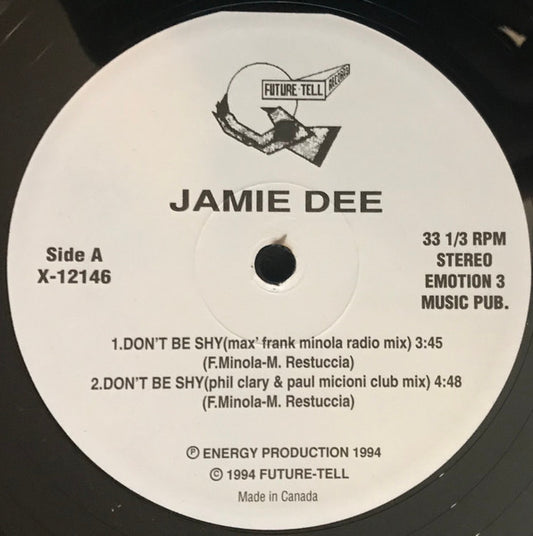 FUTURE-TELL
RECORDS
JAMIE DEE
Side A
X-12146
33 1/3 RPM
STEREO
EMOTION 3
MUSIC PUB.
1.DON'T BE SHY(max' frank minola radio mix) 3:45
(F.Minola-M. Restuccia)
2.DON'T BE SHY(phil clary & paul micioni club mix) 4:48
(F.Minola-M. Restuccia)
Ⓟ ENERGY PRODUCTION 1994
© 1994 FUTURE-TELL
Made in Canada